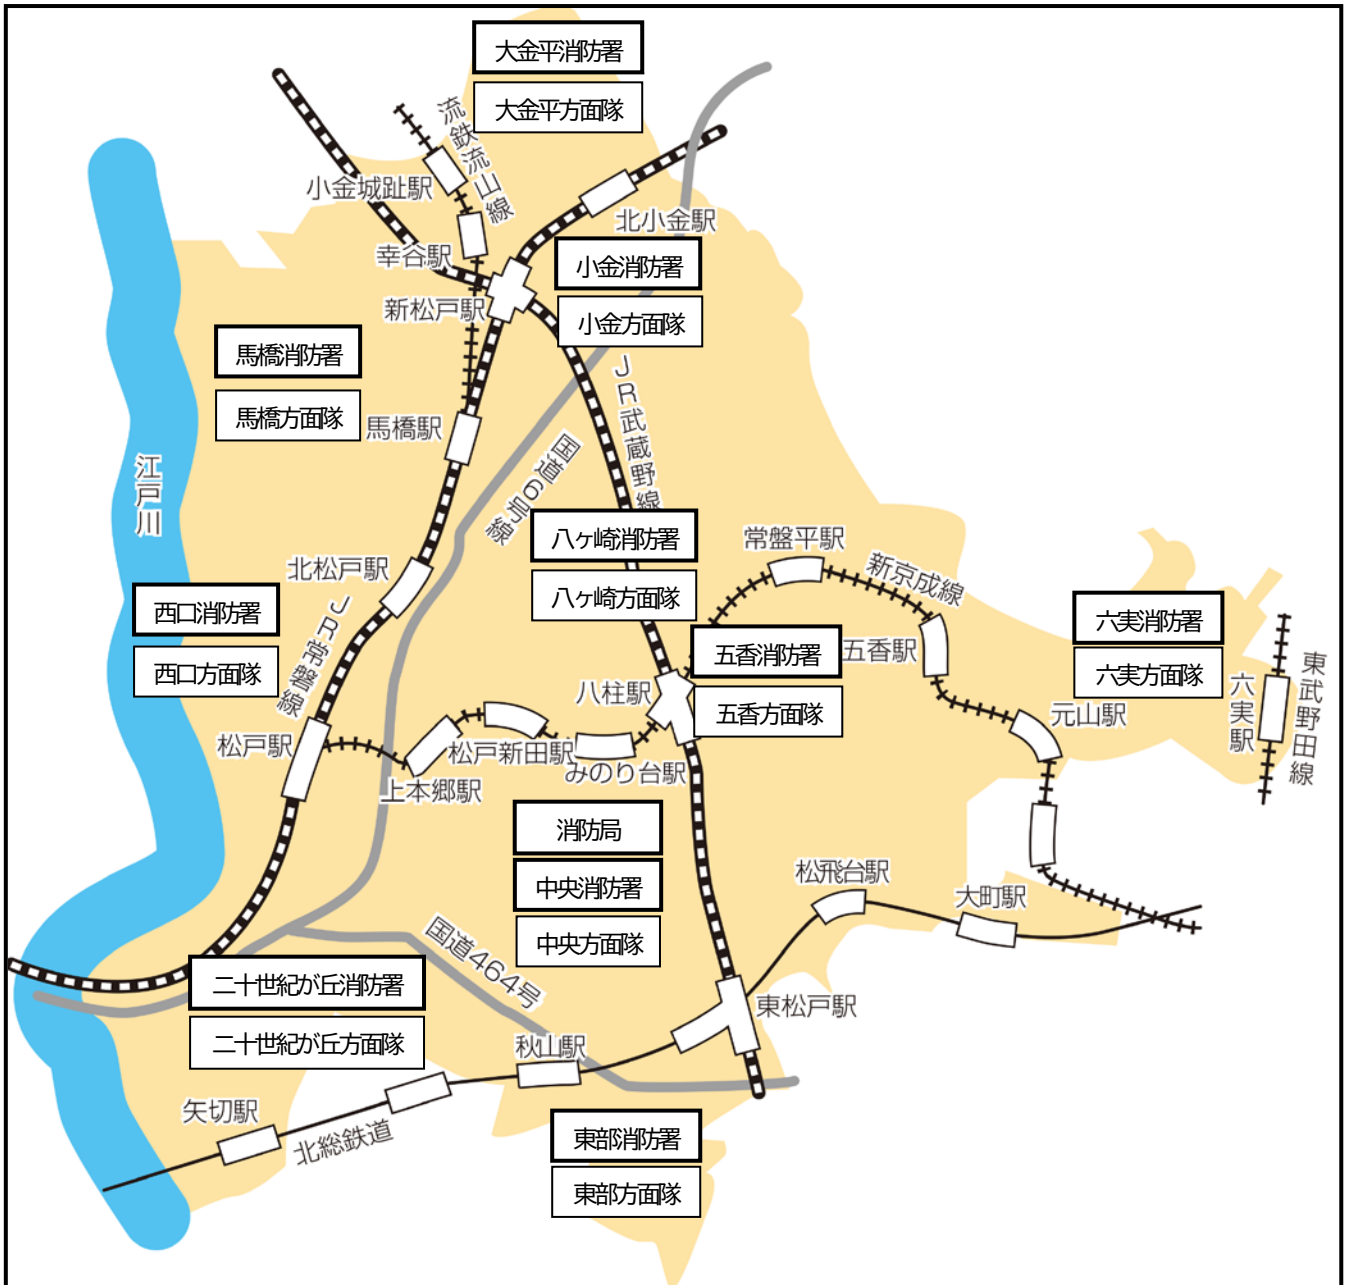 大金平消防署
大金平方面隊
流鉄流山線
小金城趾駅
北小金駅
幸谷駅
小金消防署
新松戸駅
小金方面隊
馬橋消防署
馬橋方面隊
馬橋駅
JR武蔵野線
国道6号線
江戸川
八ヶ崎消防署
八ヶ崎方面隊
常盤平駅
新京成線
北松戸駅
西口消防署
西口方面隊
JR常磐線
五香消防署
五香駅
五香方面隊
六実消防署
六実方面隊
六実駅
東武野田線
八柱駅
元山駅
松戸駅
松戸新田駅
みのり台駅
上本郷駅
消防局
中央消防署
中央方面隊
松飛台駅
大町駅
国道464号
二十世紀が丘消防署
二十世紀が丘方面隊
東松戸駅
秋山駅
矢切駅
北総鉄道
東部消防署
東部方面隊